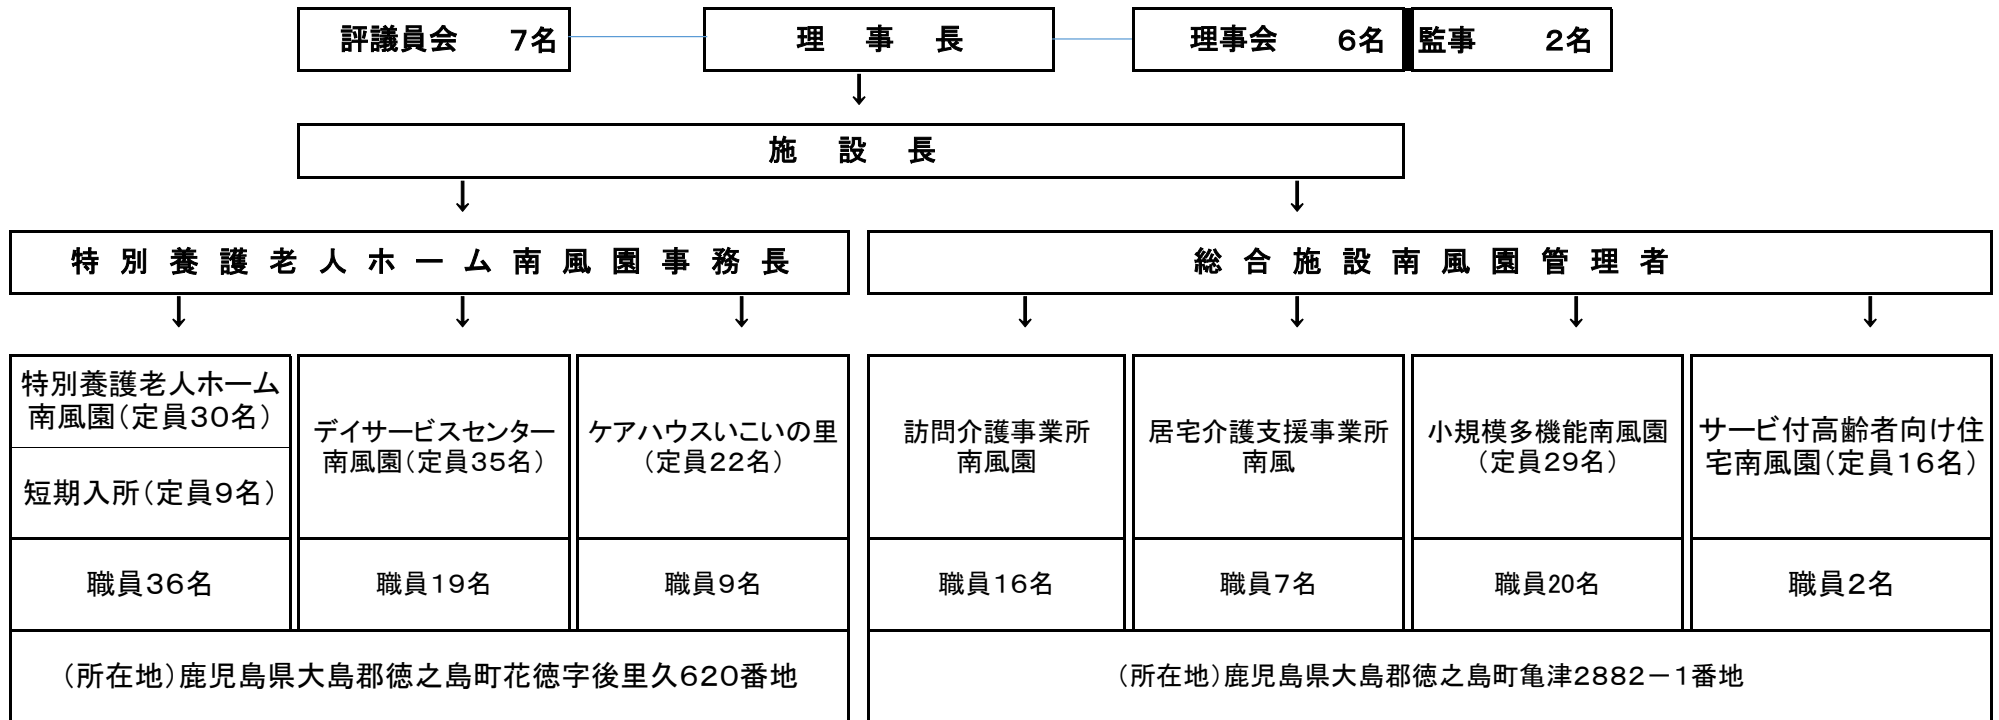 評議員会　７名
理　事　長
理事会　６名
監事　２名
↓
施　設　長
↓
↓
特別養護老人ホーム南風園事務長
総合施設南風園管理者
↓
↓
↓
↓
↓
↓
↓
特別養護老人ホーム
南風園（定員３０名）
短期入所（定員９名）
デイサービスセンター
南風園（定員３５名）
ケアハウスいこいの里
（定員２２名）
訪問介護事業所
南風園
居宅介護支援事業所
南風
小規模多機能南風園
（定員２９名）
サービ付高齢者向け住
宅南風園（定員１６名）
職員３６名
職員１９名
職員９名
職員１６名
職員７名
職員20名
職員２名
（所在地）鹿児島県大島郡徳之島町花徳字後里久６２０番地
（所在地）鹿児島県大島郡徳之島町亀津２８８２－１番地